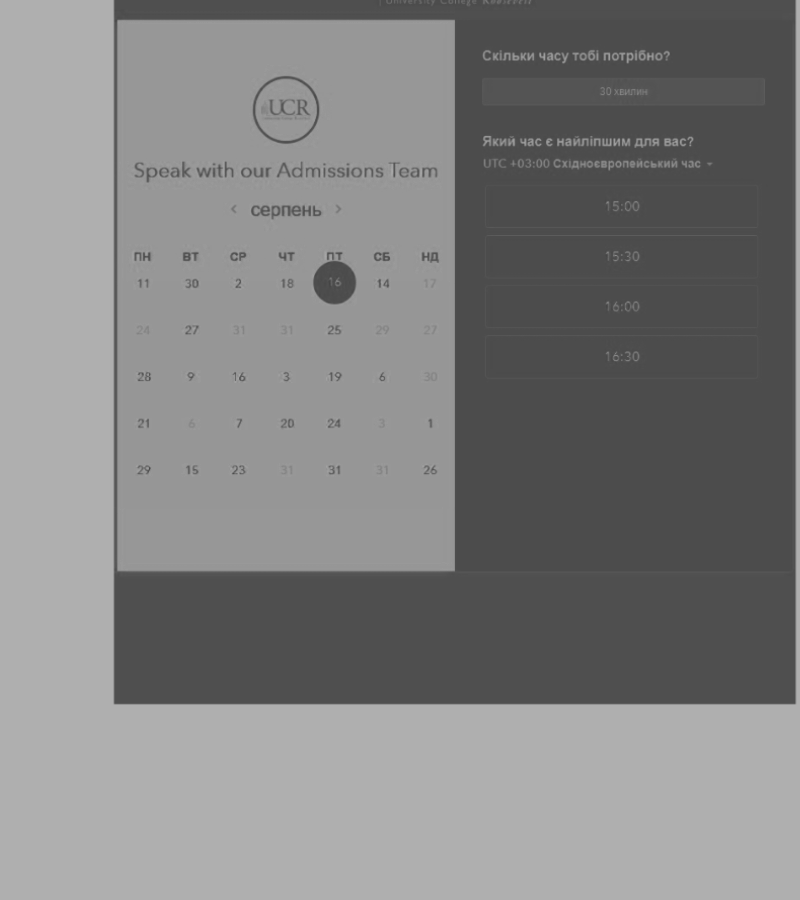 University College Roosevelt
UCR
Speak with our Admissions Team
< серпень >
ПН ВТ СР ЧТ ПТ СБ НД
11 30 2 18 16 14 17
24 27 31 31 25 29 27
28 9 16 3 19 6 30
21 6 7 20 24 3 1
29 15 23 31 31 31 26
Скільки часу тобі потрібно?
30 хвилин
Який час є найліпшим для вас?
UTC +03:00 Східноєвропейський час
15:00
15:30
16:00
16:30